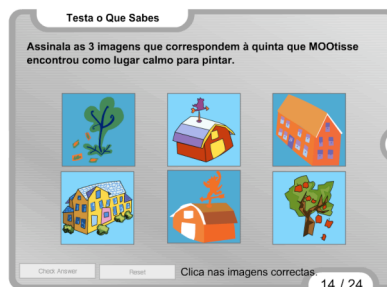 Testa o Que Sabes
Assinala as 3 imagens que correspondem à quinta que MOOtisse
encontrou como lugar calmo para pintar.
Check Answer
Reset
Clica nas imagens correctas.
14 / 24